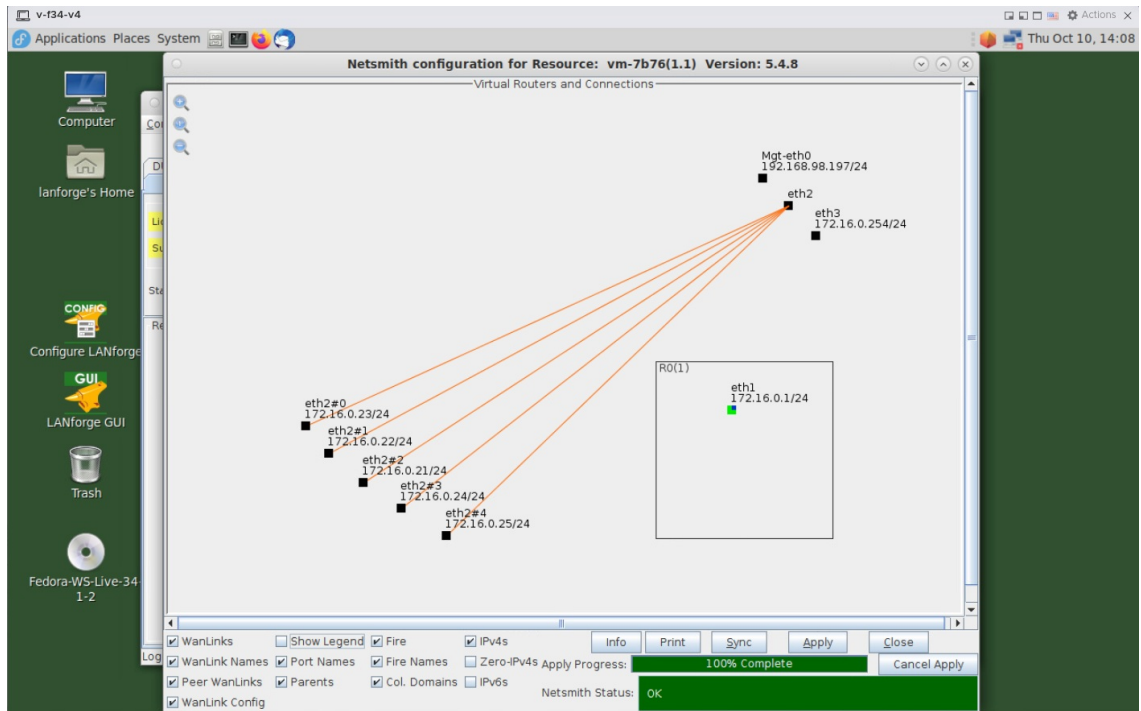 v-f34-v4
Actions
Applications Places System
Thu Oct 10, 14:08
Netsmith configuration for Resource: vm-7b76(1.1) Version: 5.4.8
Virtual Routers and Connections
Computer
lanforge's Home
Configure LANforge
GUI
LANforge GUI
Trash
Fedora-WS-Live-34-
1-2
CONFIG
Mgt-eth0
192.168.98.197/24
eth2
eth3
172.16.0.254/24
R0(1)
eth1
172.16.0.1/24
eth2#0
172.16.0.23/24
eth2#1
172.16.0.22/24
eth2#2
172.16.0.21/24
eth2#3
172.16.0.24/24
eth2#4
172.16.0.25/24
WanLinks Show Legend Fire IPv4s Info Print Sync Apply Close
WanLink Names Port Names Fire Names Zero-IPv4s Apply Progress: 100% Complete Cancel Apply
Peer WanLinks Parents Col. Domains IPv6s Netsmith Status: OK
WanLink Config